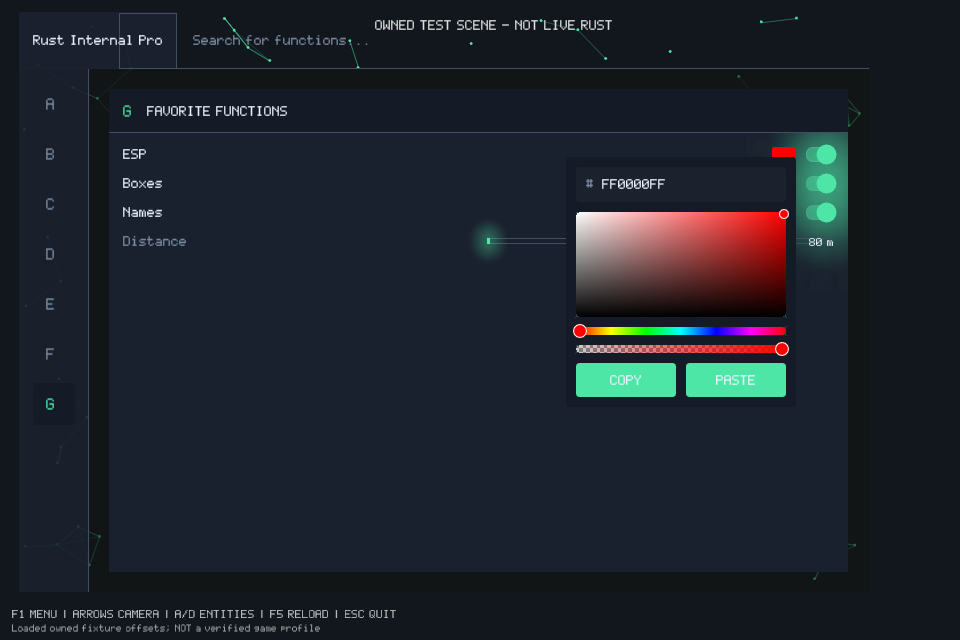 OWNED TEST SCENE - NOT LIVE RUST
Rust Internal Pro
Search for functions...
A
B
C
D
E
F
G
G FAVORITE FUNCTIONS
ESP
Boxes
Names
Distance
80 m
# FF0000FF
COPY PASTE
F1 MENU | ARROWS CAMERA | A/D ENTITIES | F5 RELOAD | ESC QUIT
Loaded owned fixture offsets; NOT a verified game profile